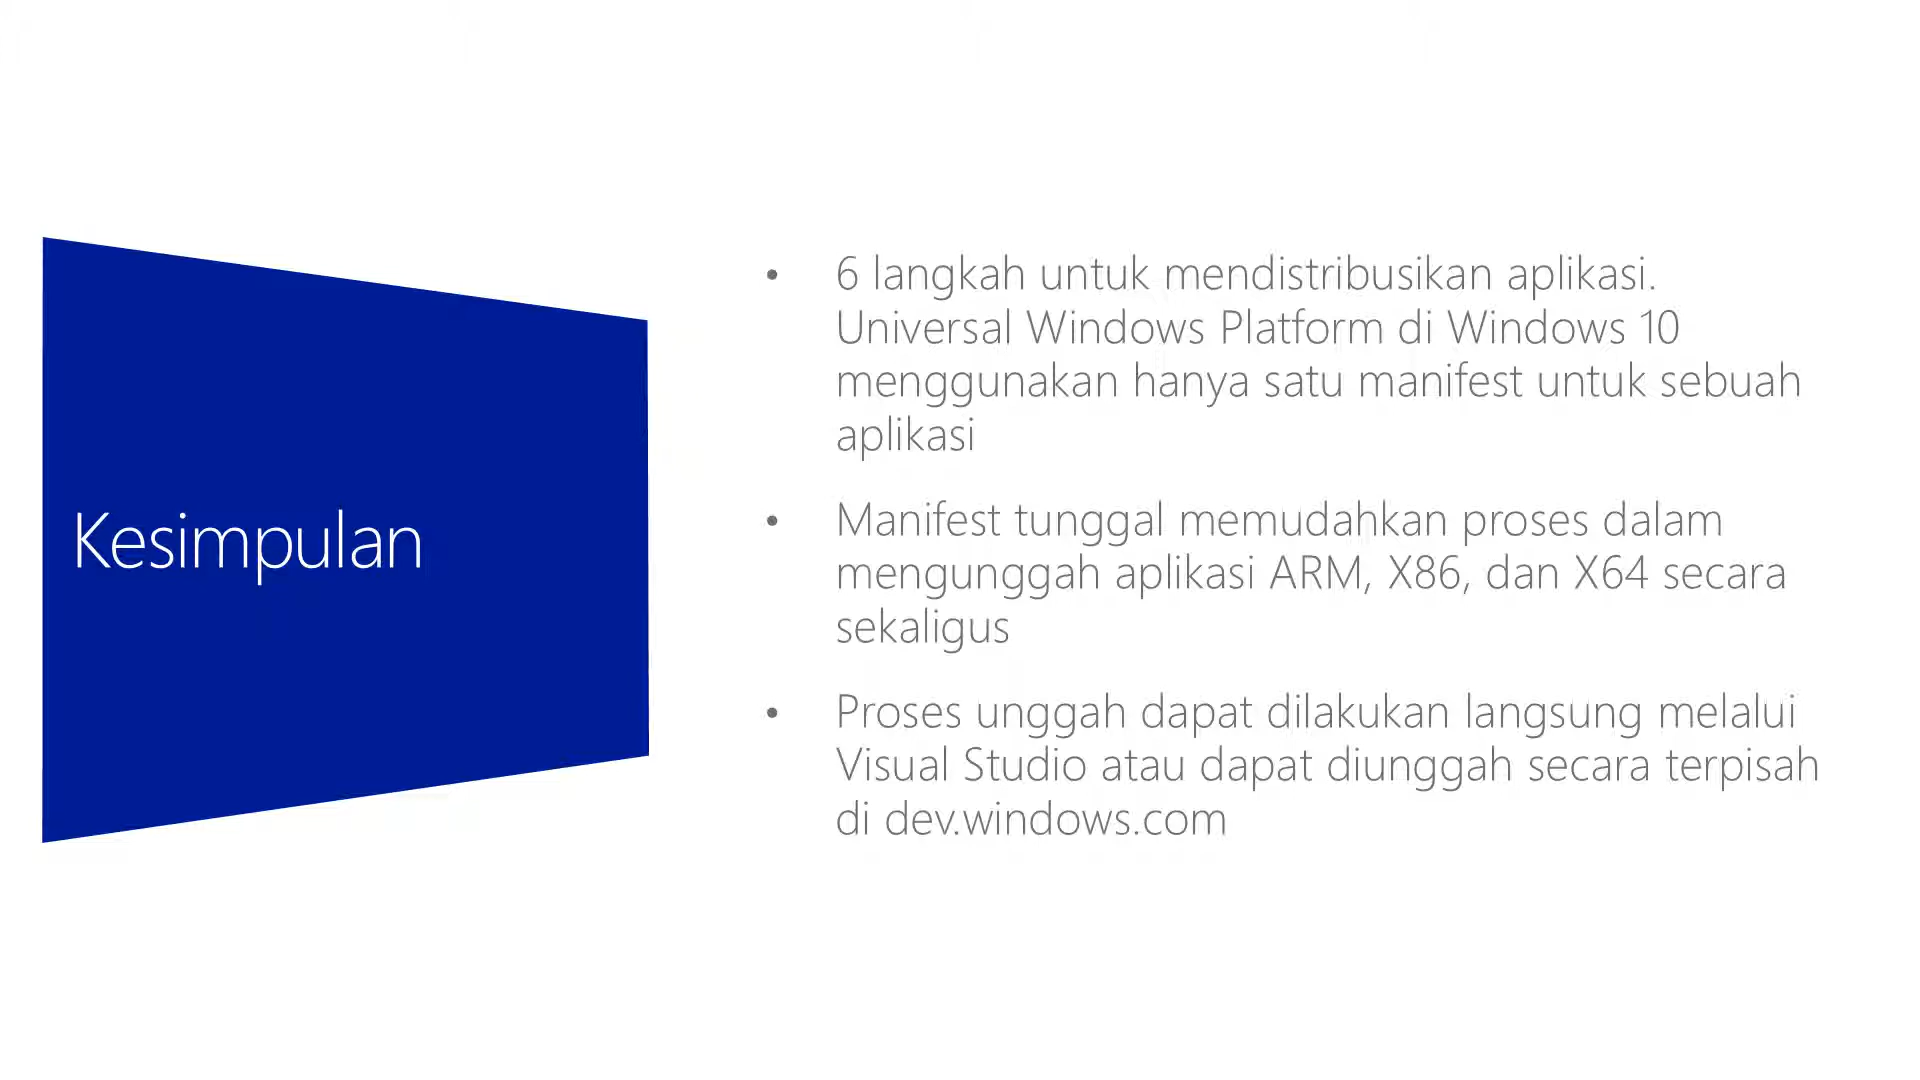 Kesimpulan
• 6 langkah untuk mendistribusikan aplikasi.
Universal Windows Platform di Windows 10
menggunakan hanya satu manifest untuk sebuah
aplikasi
• Manifest tunggal memudahkan proses dalam
mengunggah aplikasi ARM, X86, dan X64 secara
sekaligus
• Proses unggah dapat dilakukan langsung melalui
Visual Studio atau dapat diunggah secara terpisah
di dev.windows.com